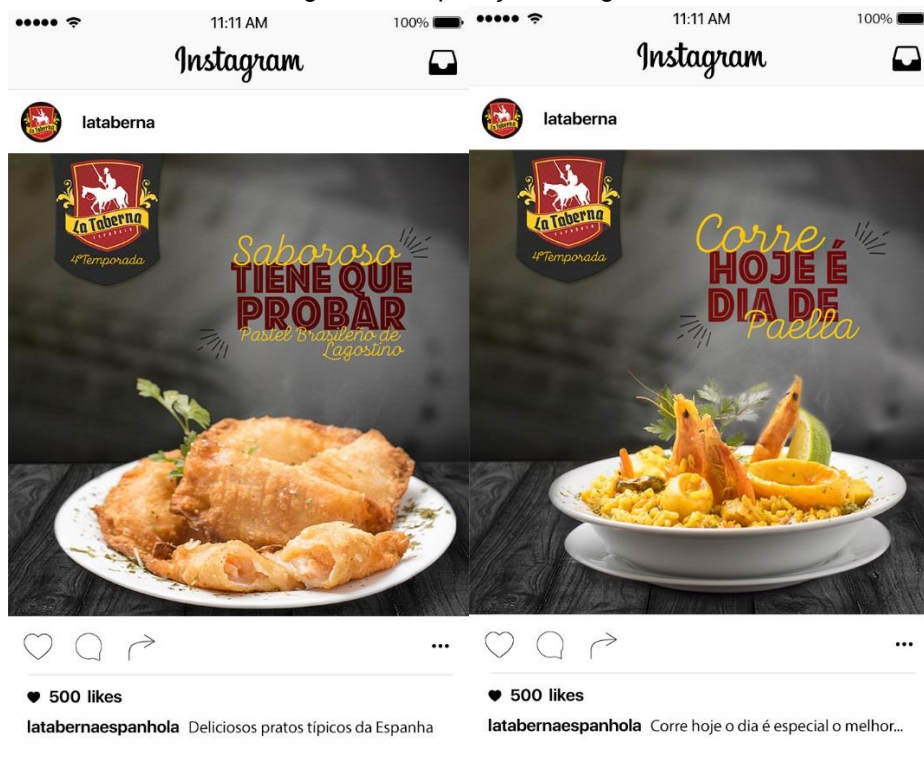 11:11 AM
100%
Instagram
lataberna
La Taberna
ESPAÑOLA
4ªTemporada
Saboroso
TIENE QUE
PROBAR
Pastel Brasileño de
Lagostino
500 likes
latabernaespanhola Deliciosos pratos típicos da Espanha
11:11 AM
100%
Instagram
lataberna
La Taberna
ESPAÑOLA
4ªTemporada
Corre
HOJE É
DIA DE
Paella
500 likes
latabernaespanhola Corre hoje o dia é especial o melhor...